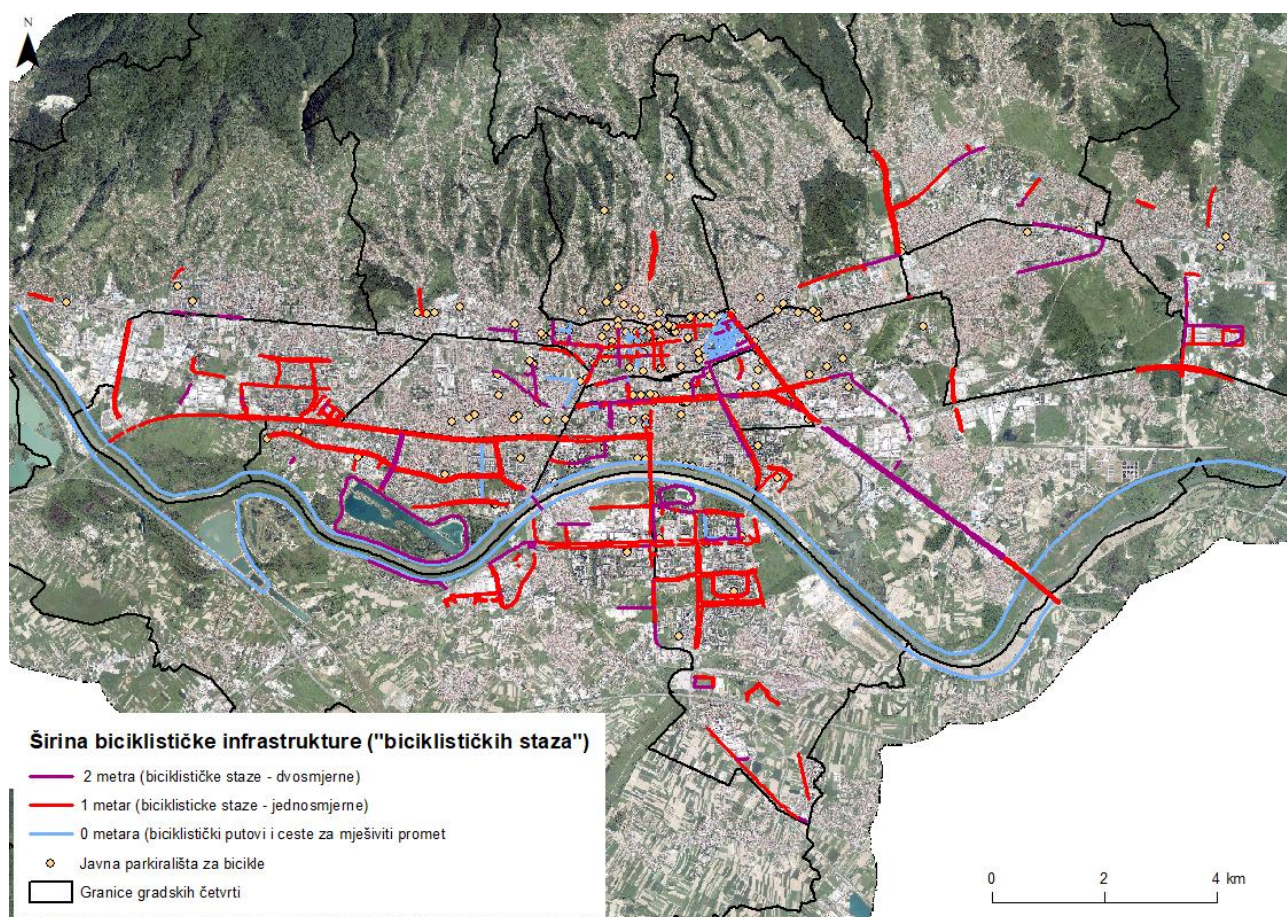 N
Širina biciklističke infrastrukture ("biciklističkih staza")
2 metra (biciklističke staze - dvosmjerne)
1 metar (biciklisticke staze - jednosmjerne)
0 metara (biciklistički putovi i ceste za mješiviti promet
Javna parkirališta za bicikle
Granice gradskih četvrti
0 2 4 km